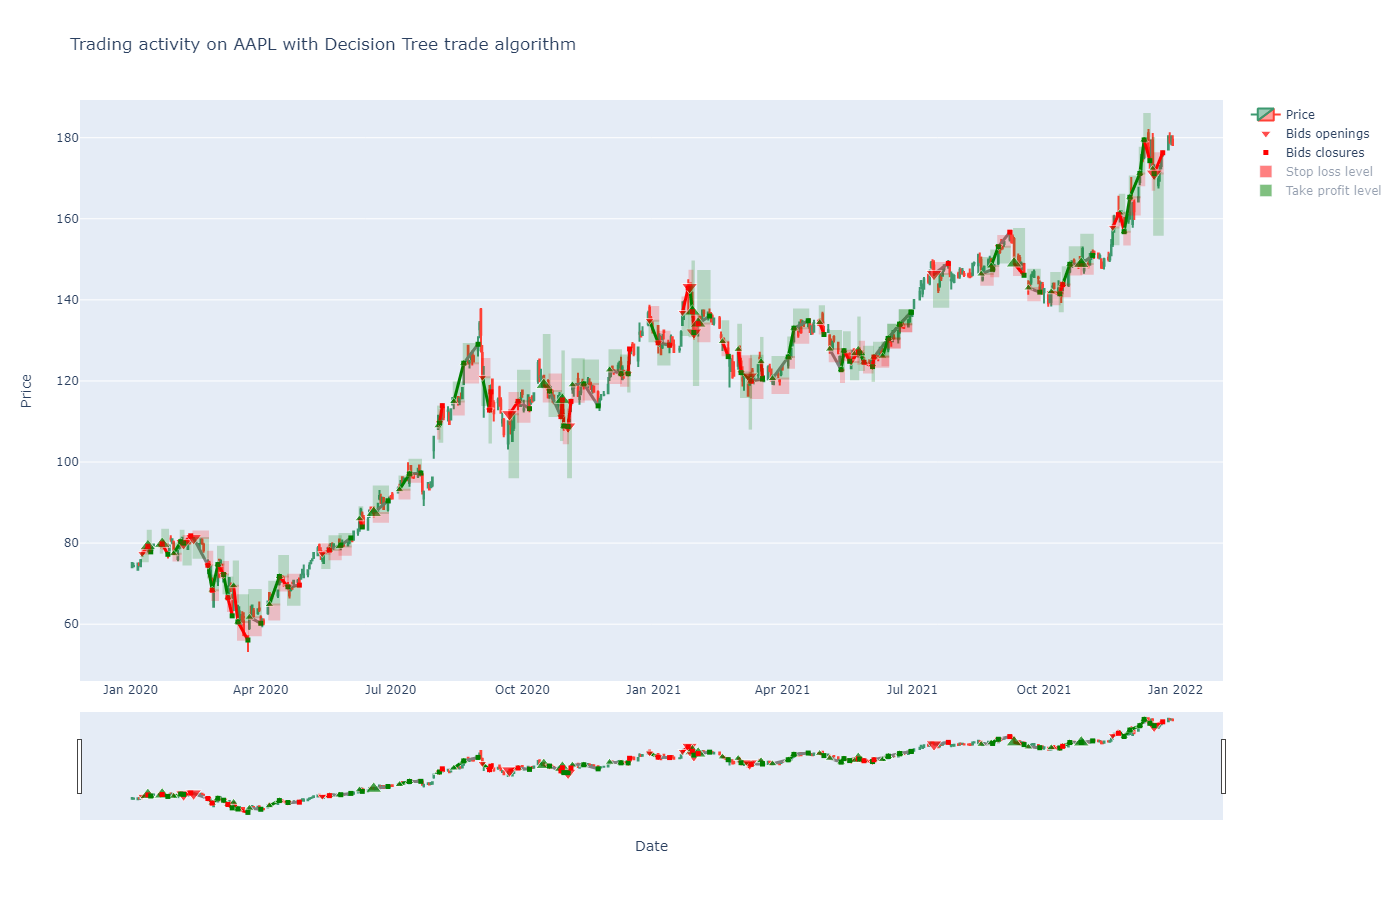 Trading activity on AAPL with Decision Tree trade algorithm
Price
Bids openings
Bids closures
Stop loss level
Take profit level
180
160
140
120
100
80
60
Price
Jan 2020
Apr 2020
Jul 2020
Oct 2020
Jan 2021
Apr 2021
Jul 2021
Oct 2021
Jan 2022
Date